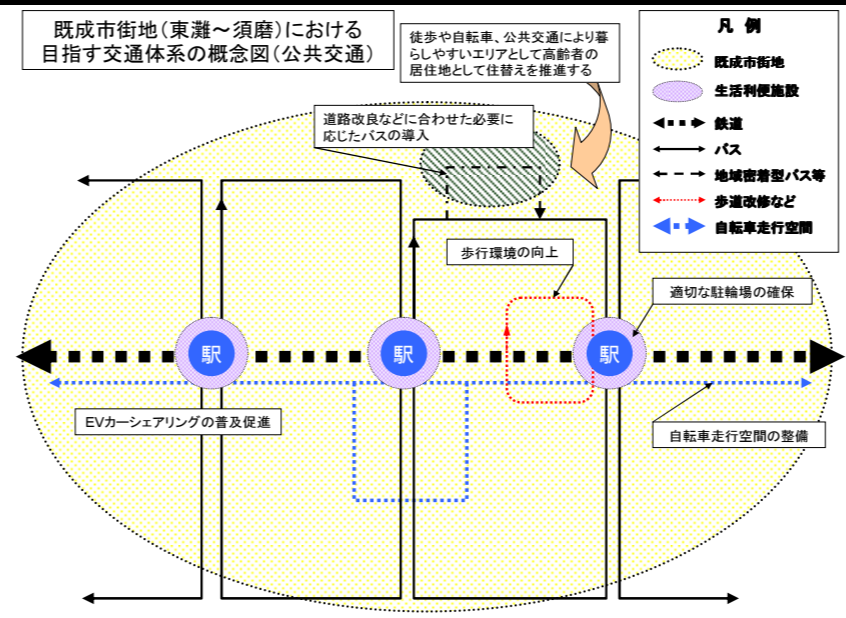 既成市街地(東灘～須磨)における
目指す交通体系の概念図(公共交通)
徒歩や自転車、公共交通により暮
らしやすいエリアとして高齢者の
居住地として住替えを推進する
凡 例
既成市街地
生活利便施設
鉄道
バス
地域密着型バス等
歩道改修など
自転車走行空間
道路改良などに合わせた必要に
応じたバスの導入
歩行環境の向上
適切な駐輪場の確保
駅
駅
駅
EVカーシェアリングの普及促進
自転車走行空間の整備